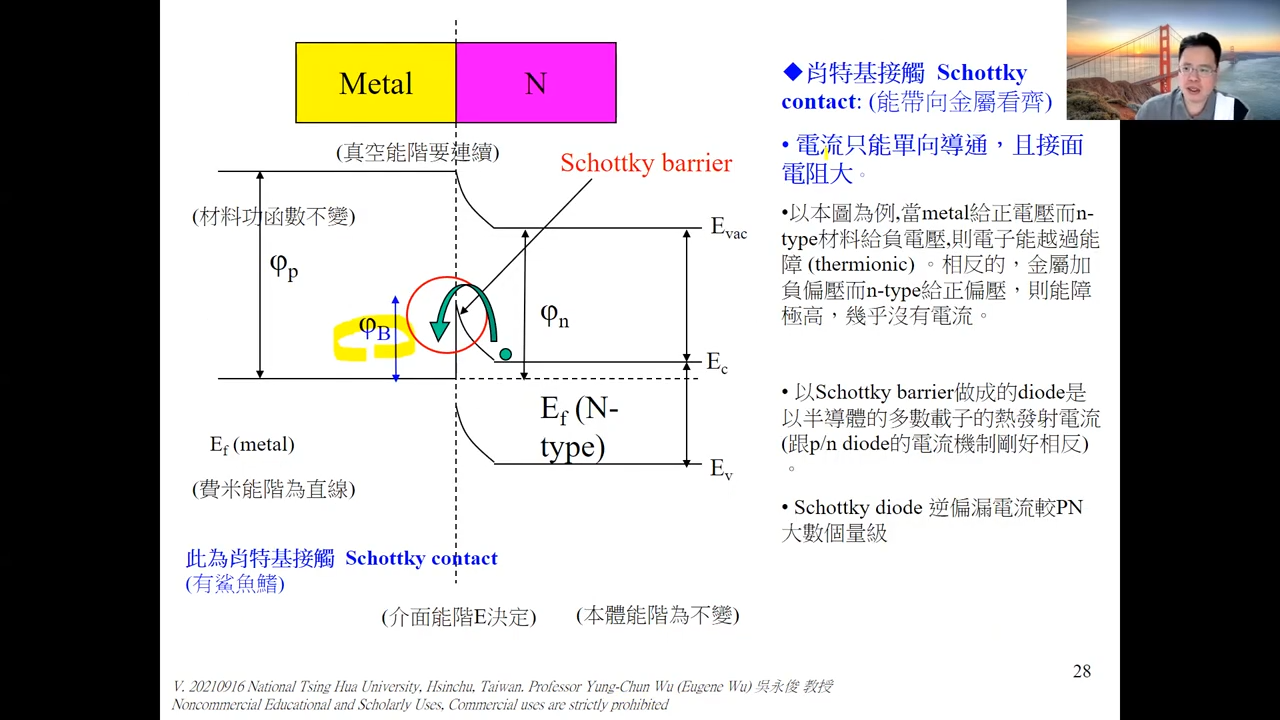 Metal
N
(真空能階要連續)
Schottky barrier
(材料功函數不變)
E_vac
φ_p
φ_n
φ_B
E_c
E_f (N-
type)
E_f (metal)
E_v
(費米能階為直線)
此為肖特基接觸 Schottky contact
(有鯊魚鰭)
(介面能階E決定)
(本體能階為不變)
◆肖特基接觸 Schottky
contact: (能帶向金屬看齊)
• 電流只能單向導通，且接面
電阻大。
•以本圖為例,當metal給正電壓而n-
type材料給負電壓,則電子能越過能
障 (thermionic) 。相反的，金屬加
負偏壓而n-type給正偏壓，則能障
極高，幾乎沒有電流。
• 以Schottky barrier做成的diode是
以半導體的多數載子的熱發射電流
(跟p/n diode的電流機制剛好相反)
。
• Schottky diode 逆偏漏電流較PN
大數個量級
28
V. 20210916 National Tsing Hua University, Hsinchu, Taiwan. Professor Yung-Chun Wu (Eugene Wu) 吳永俊 教授
Noncommercial Educational and Scholarly Uses, Commercial uses are strictly prohibited